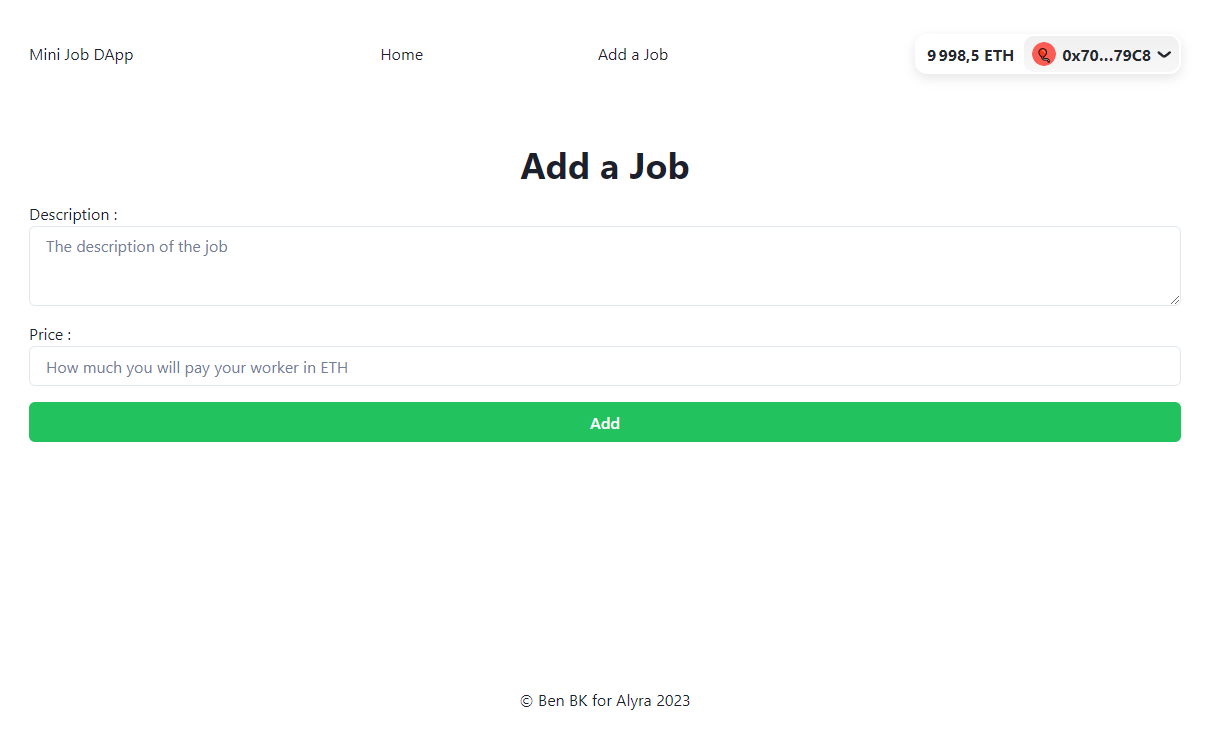 Mini Job DApp Home Add a Job 9 998,5 ETH 0x70...79C8
Add a Job
Description :
The description of the job
Price :
How much you will pay your worker in ETH
Add
© Ben BK for Alyra 2023